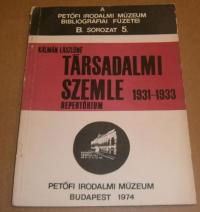 A
PETŐFI IRODALMI MÚZEUM
BIBLIOGRÁFIAI FÜZETEI
B. SOROZAT 5.
KÁLMÁN LÁSZLÓNÉ
TÁRSADALMI
SZEMLE 1931-1933
REPERTÓRIUM
PETŐFI IRODALMI MÚZEUM
BUDAPEST 1974